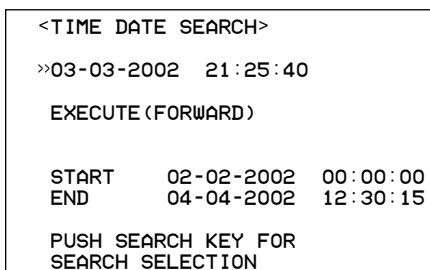 <TIME DATE SEARCH>
»03-03-2002 21:25:40
EXECUTE(FORWARD)
START 02-02-2002 00:00:00
END 04-04-2002 12:30:15
PUSH SEARCH KEY FOR
SEARCH SELECTION